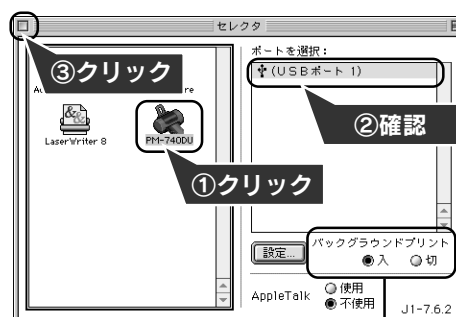 セレクタ
③クリック
ポートを選択：
(USBポート 1)
②確認
LaserWriter 8
PM-740DU
①クリック
設定...
バックグラウンドプリント
入 切
AppleTalk
使用
不使用
J1-7.6.2